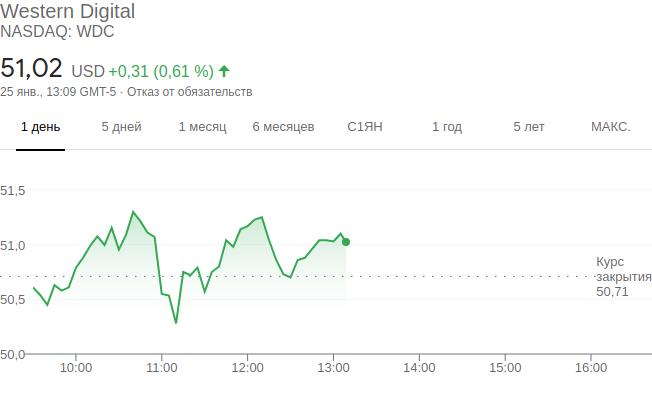 Western Digital
NASDAQ: WDC
51,02 USD +0,31 (0,61 %)
25 янв., 13:09 GMT-5 · Отказ от обязательств
1 день 5 дней 1 месяц 6 месяцев С1ЯН 1 год 5 лет МАКС.
51,5
51,0
Курс
закрытия
50,71
50,5
50,0
10:00 11:00 12:00 13:00 14:00 15:00 16:00